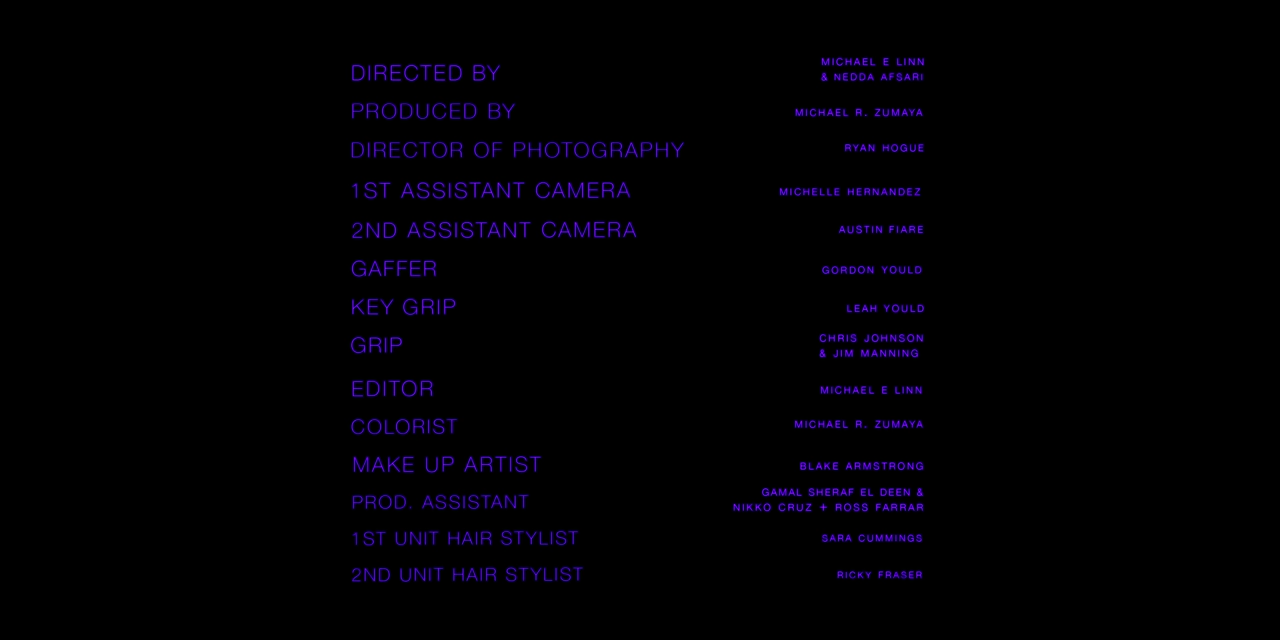 DIRECTED BY
MICHAEL E LINN
& NEDDA AFSARI
PRODUCED BY
MICHAEL R. ZUMAYA
DIRECTOR OF PHOTOGRAPHY
RYAN HOGUE
1ST ASSISTANT CAMERA
MICHELLE HERNANDEZ
2ND ASSISTANT CAMERA
AUSTIN FIARE
GAFFER
GORDON YOULD
KEY GRIP
LEAH YOULD
GRIP
CHRIS JOHNSON
& JIM MANNING
EDITOR
MICHAEL E LINN
COLORIST
MICHAEL R. ZUMAYA
MAKE UP ARTIST
BLAKE ARMSTRONG
PROD. ASSISTANT
GAMAL SHERAF EL DEEN &
NIKKO CRUZ + ROSS FARRAR
1ST UNIT HAIR STYLIST
SARA CUMMINGS
2ND UNIT HAIR STYLIST
RICKY FRASER